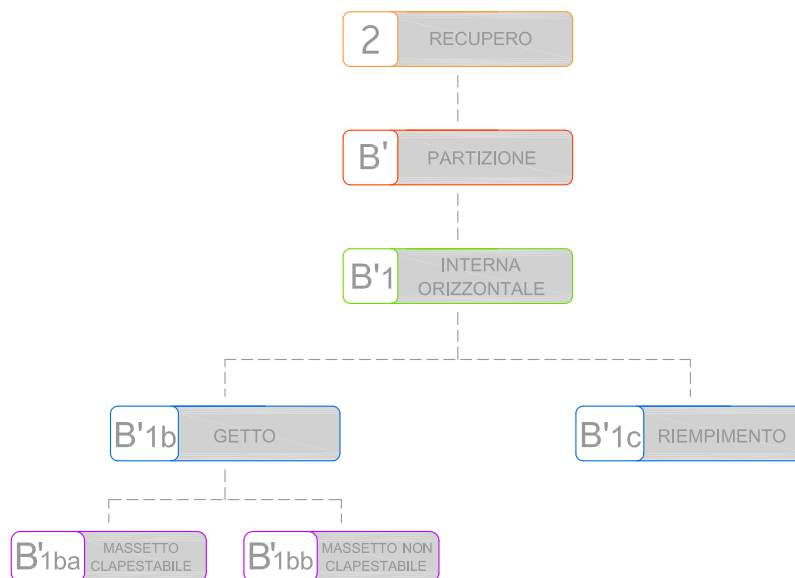 2 RECUPERO
B' PARTIZIONE
B'1 INTERNA
ORIZZONTALE
B'1b GETTO
B'1c RIEMPIMENTO
B'1ba MASSETTO
CLAPESTABILE
B'1bb MASSETTO NON
CLAPESTABILE